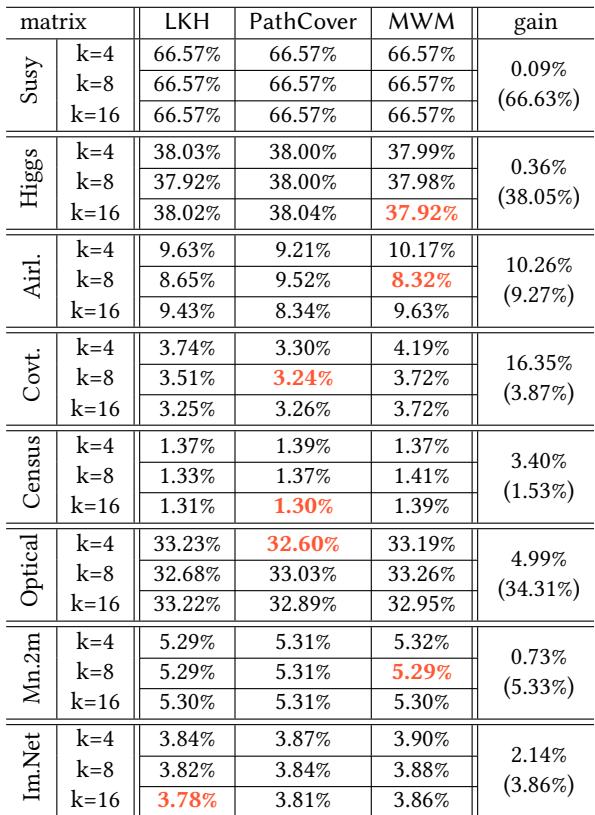 matrix LKH PathCover MWM gain
Susy k=4 66.57% 66.57% 66.57% 0.09% (66.63%)
k=8 66.57% 66.57% 66.57%
k=16 66.57% 66.57% 66.57%
Higgs k=4 38.03% 38.00% 37.99% 0.36% (38.05%)
k=8 37.92% 38.00% 37.98%
k=16 38.02% 38.04% 37.92%
Airl. k=4 9.63% 9.21% 10.17% 10.26% (9.27%)
k=8 8.65% 9.52% 8.32%
k=16 9.43% 8.34% 9.63%
Covt. k=4 3.74% 3.30% 4.19% 16.35% (3.87%)
k=8 3.51% 3.24% 3.72%
k=16 3.25% 3.26% 3.72%
Census k=4 1.37% 1.39% 1.37% 3.40% (1.53%)
k=8 1.33% 1.37% 1.41%
k=16 1.31% 1.30% 1.39%
Optical k=4 33.23% 32.60% 33.19% 4.99% (34.31%)
k=8 32.68% 33.03% 33.26%
k=16 33.22% 32.89% 32.95%
Mn.2m k=4 5.29% 5.31% 5.32% 0.73% (5.33%)
k=8 5.29% 5.31% 5.29%
k=16 5.30% 5.31% 5.30%
Im.Net k=4 3.84% 3.87% 3.90% 2.14% (3.86%)
k=8 3.82% 3.84% 3.88%
k=16 3.78% 3.81% 3.86%